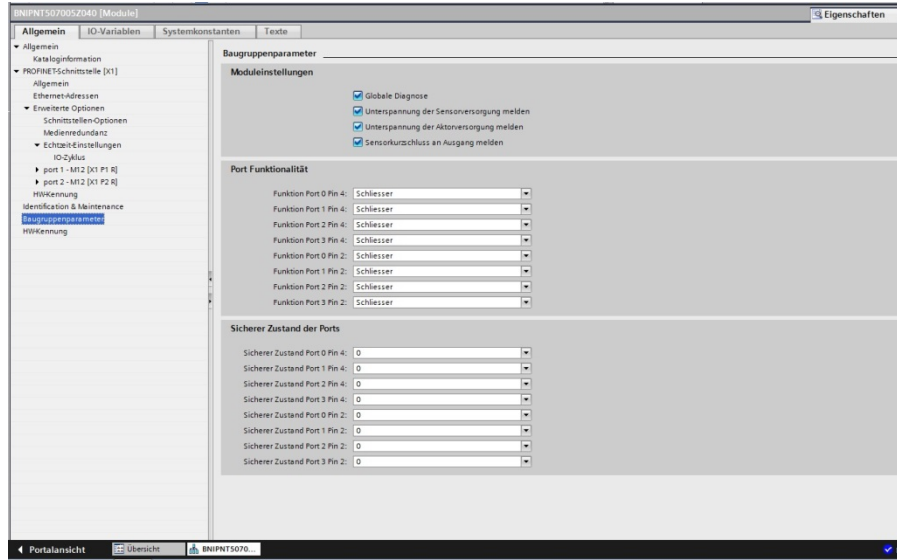 BNIPNT507005Z040 [Module]
Eigenschaften
Allgemein IO-Variablen Systemkonstanten Texte
Allgemein
Kataloginformation
PROFINET-Schnittstelle [X1]
Allgemein
Ethernet-Adressen
Erweiterte Optionen
Schnittstellen-Optionen
Medienredundanz
Echtzeit-Einstellungen
IO-Zyklus
port 1 - M12 [X1 P1 R]
port 2 - M12 [X1 P2 R]
HW-Kennung
Identification & Maintenance
Baugruppenparameter
HW-Kennung
Baugruppenparameter
Moduleinstellungen
Globale Diagnose
Unterspannung der Sensorversorgung melden
Unterspannung der Aktorversorgung melden
Sensorkurzschluss an Ausgang melden
Port Funktionalität
Funktion Port 0 Pin 4: Schliesser
Funktion Port 1 Pin 4: Schliesser
Funktion Port 2 Pin 4: Schliesser
Funktion Port 3 Pin 4: Schliesser
Funktion Port 0 Pin 2: Schliesser
Funktion Port 1 Pin 2: Schliesser
Funktion Port 2 Pin 2: Schliesser
Funktion Port 3 Pin 2: Schliesser
Sicherer Zustand der Ports
Sicherer Zustand Port 0 Pin 4: 0
Sicherer Zustand Port 1 Pin 4: 0
Sicherer Zustand Port 2 Pin 4: 0
Sicherer Zustand Port 3 Pin 4: 0
Sicherer Zustand Port 0 Pin 2: 0
Sicherer Zustand Port 1 Pin 2: 0
Sicherer Zustand Port 2 Pin 2: 0
Sicherer Zustand Port 3 Pin 2: 0
Portalansicht Übersicht BNIPNT5070...